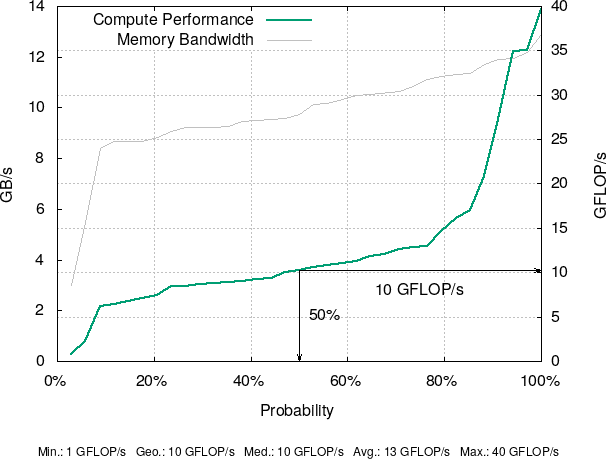 Compute Performance
Memory Bandwidth
14
12
10
8
6
4
2
0
GB/s
40
35
30
25
20
15
10
5
0
GFLOP/s
10 GFLOP/s
50%
0% 20% 40% 60% 80% 100%
Probability
Min.: 1 GFLOP/s Geo.: 10 GFLOP/s Med.: 10 GFLOP/s Avg.: 13 GFLOP/s Max.: 40 GFLOP/s